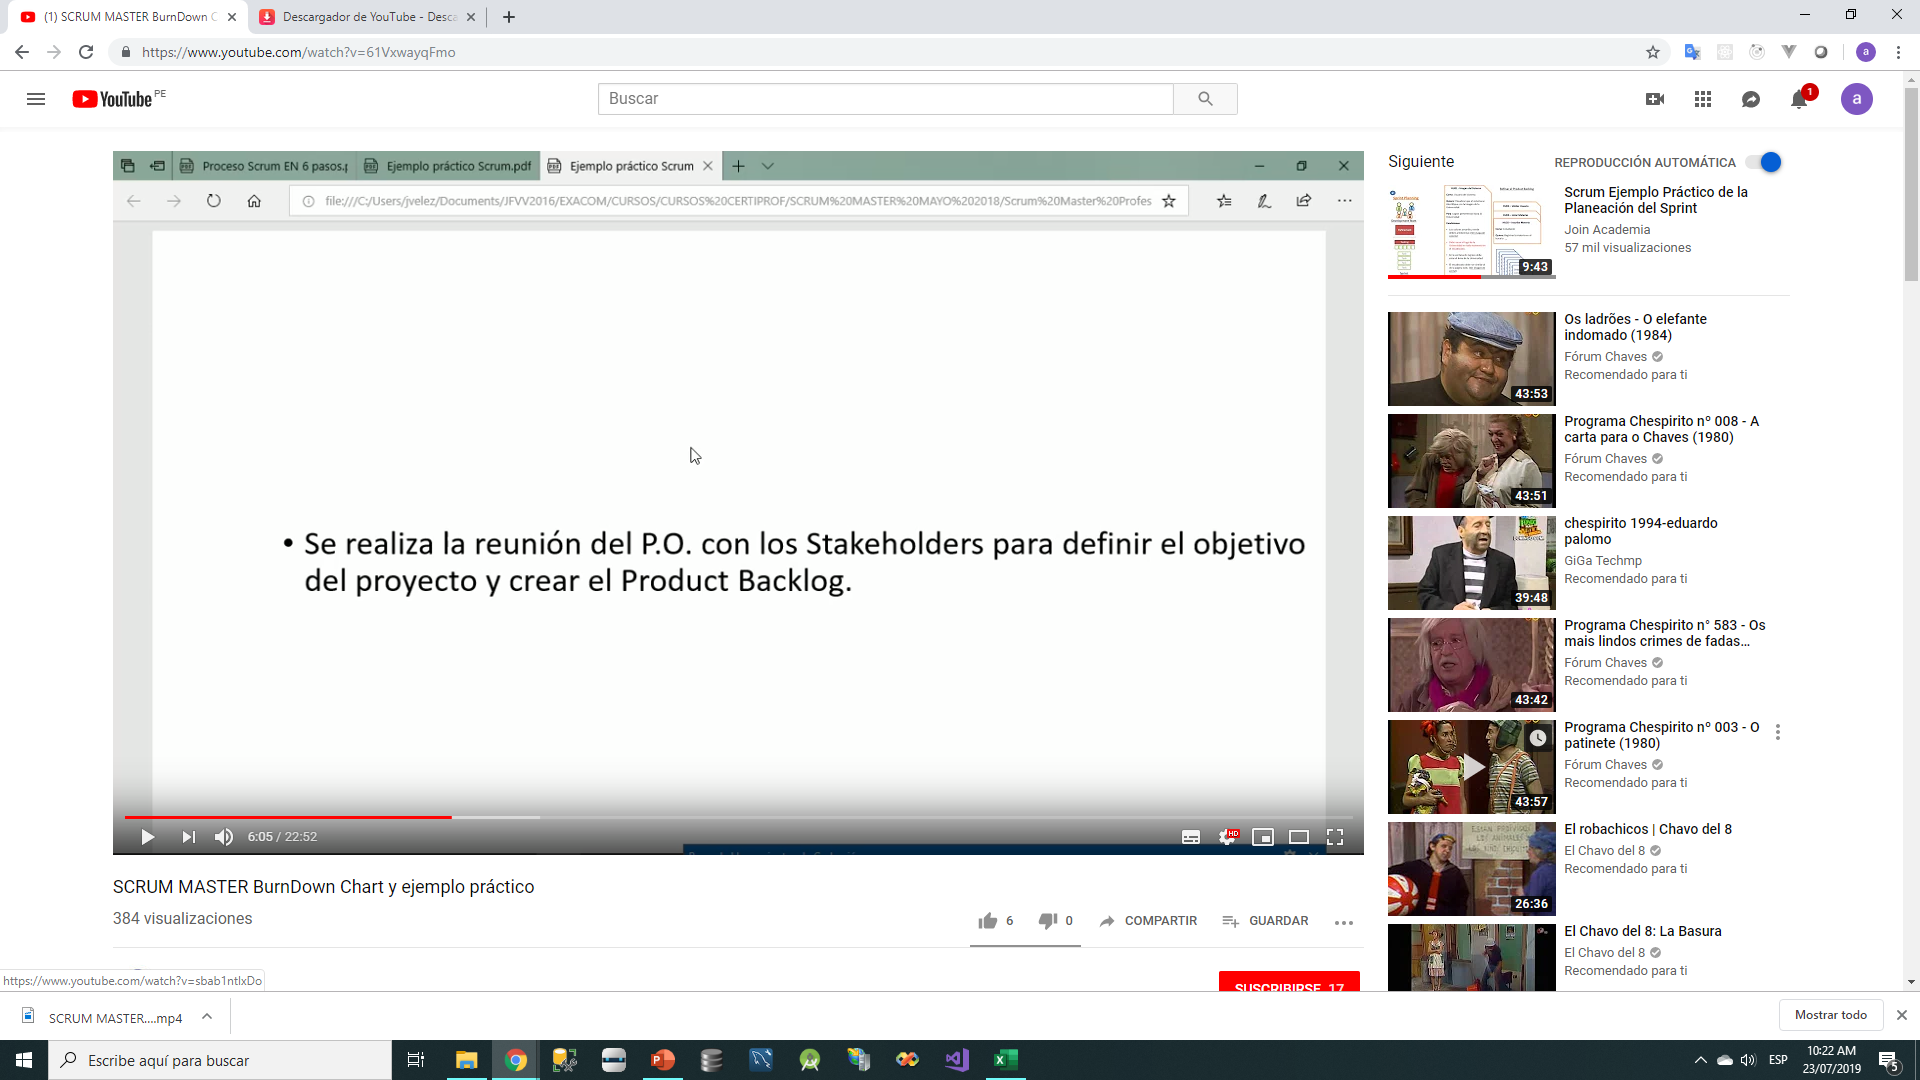 (1) SCRUM MASTER BurnDown C
Descargador de YouTube - Desca
https://www.youtube.com/watch?v=61VxwayqFmo
a
YouTube PE
Buscar
1
a
Proceso Scrum EN 6 pasos.p
Ejemplo práctico Scrum.pdf
Ejemplo práctico Scrum
file:///C:/Users/jvelez/Documents/JFVV2016/EXACOM/CURSOS/CURSOS%20CERTIPROF/SCRUM%20MASTER%20MAYO%202018/Scrum%20Master%20Profes
• Se realiza la reunión del P.O. con los Stakeholders para definir el objetivo
del proyecto y crear el Product Backlog.
6:05 / 22:52
HD
SCRUM MASTER BurnDown Chart y ejemplo práctico
384 visualizaciones
6
0
COMPARTIR
GUARDAR
SUSCRIBIRSE 17
Siguiente
REPRODUCCIÓN AUTOMÁTICA
9:43
Scrum Ejemplo Práctico de la
Planeación del Sprint
Join Academia
57 mil visualizaciones
43:53
Os ladrões - O elefante
indomado (1984)
Fórum Chaves
Recomendado para ti
43:51
Programa Chespirito nº 008 - A
carta para o Chaves (1980)
Fórum Chaves
Recomendado para ti
39:48
chespirito 1994-eduardo
palomo
GiGa Techmp
Recomendado para ti
43:42
Programa Chespirito n° 583 - Os
mais lindos crimes de fadas...
Fórum Chaves
Recomendado para ti
43:57
Programa Chespirito nº 003 - O
patinete (1980)
Fórum Chaves
Recomendado para ti
26:36
El robachicos | Chavo del 8
El Chavo del 8
Recomendado para ti
El Chavo del 8: La Basura
El Chavo del 8
Recomendado para ti
https://www.youtube.com/watch?v=sbab1ntlxDo
SCRUM MASTER....mp4
Mostrar todo
Escribe aquí para buscar
ESP
10:22 AM
23/07/2019
5